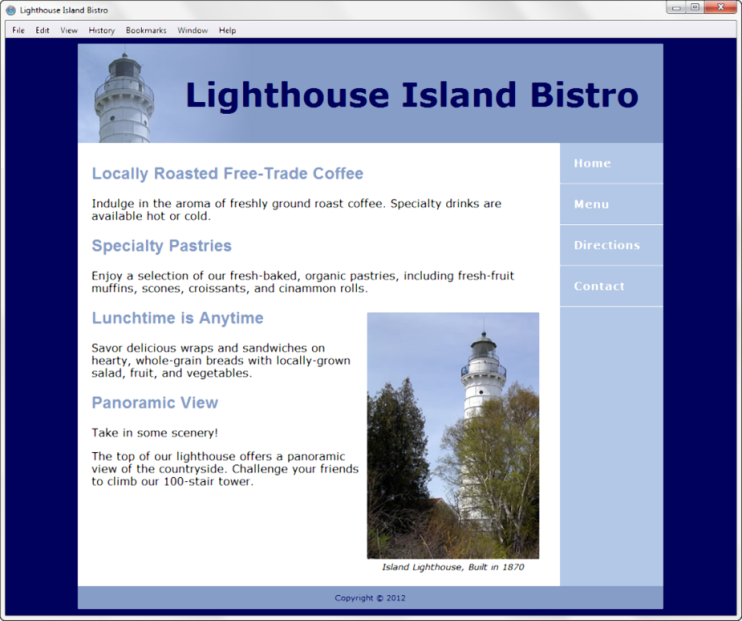 Lighthouse Island Bistro
File Edit View History Bookmarks Window Help
Lighthouse Island Bistro
Locally Roasted Free-Trade Coffee
Indulge in the aroma of freshly ground roast coffee. Specialty drinks are
available hot or cold.
Specialty Pastries
Enjoy a selection of our fresh-baked, organic pastries, including fresh-fruit
muffins, scones, croissants, and cinammon rolls.
Lunchtime is Anytime
Savor delicious wraps and sandwiches on
hearty, whole-grain breads with locally-grown
salad, fruit, and vegetables.
Panoramic View
Take in some scenery!
The top of our lighthouse offers a panoramic
view of the countryside. Challenge your friends
to climb our 100-stair tower.
Island Lighthouse, Built in 1870
Home
Menu
Directions
Contact
Copyright © 2012